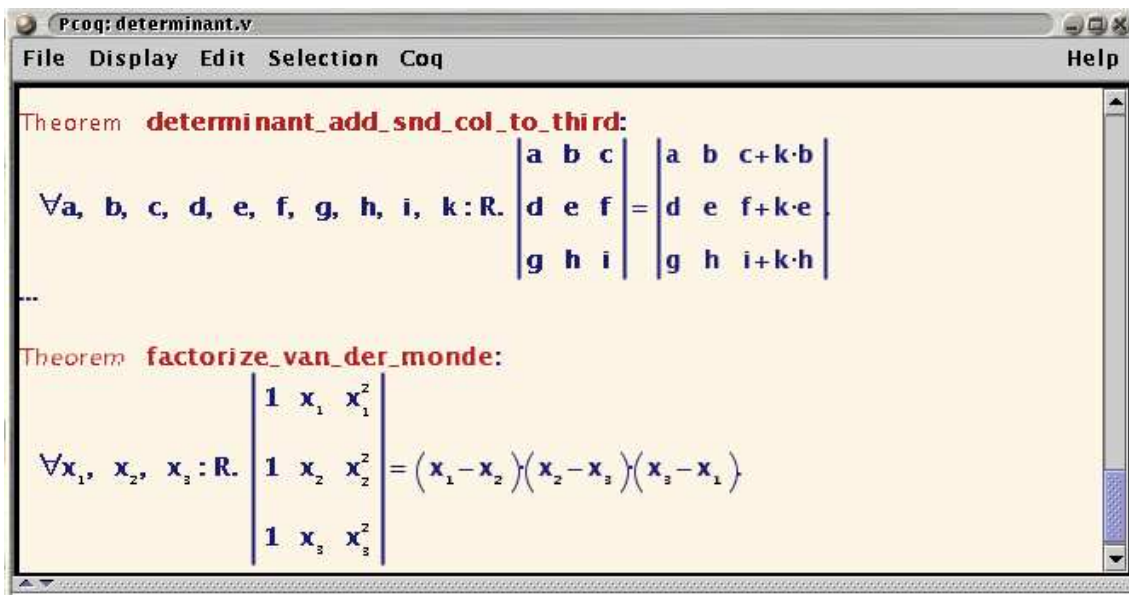 Pcoq: determinant.v
File Display Edit Selection Coq Help
Theorem determinant_add_snd_col_to_third:
a b c a b c+k·b
∀a, b, c, d, e, f, g, h, i, k:R. d e f = d e f+k·e .
g h i g h i+k·h
---
Theorem factorize_van_der_monde:
1 x₁ x₁²
∀x₁, x₂, x₃:R. 1 x₂ x₂² = (x₁−x₂)·(x₂−x₃)·(x₃−x₁).
1 x₃ x₃²